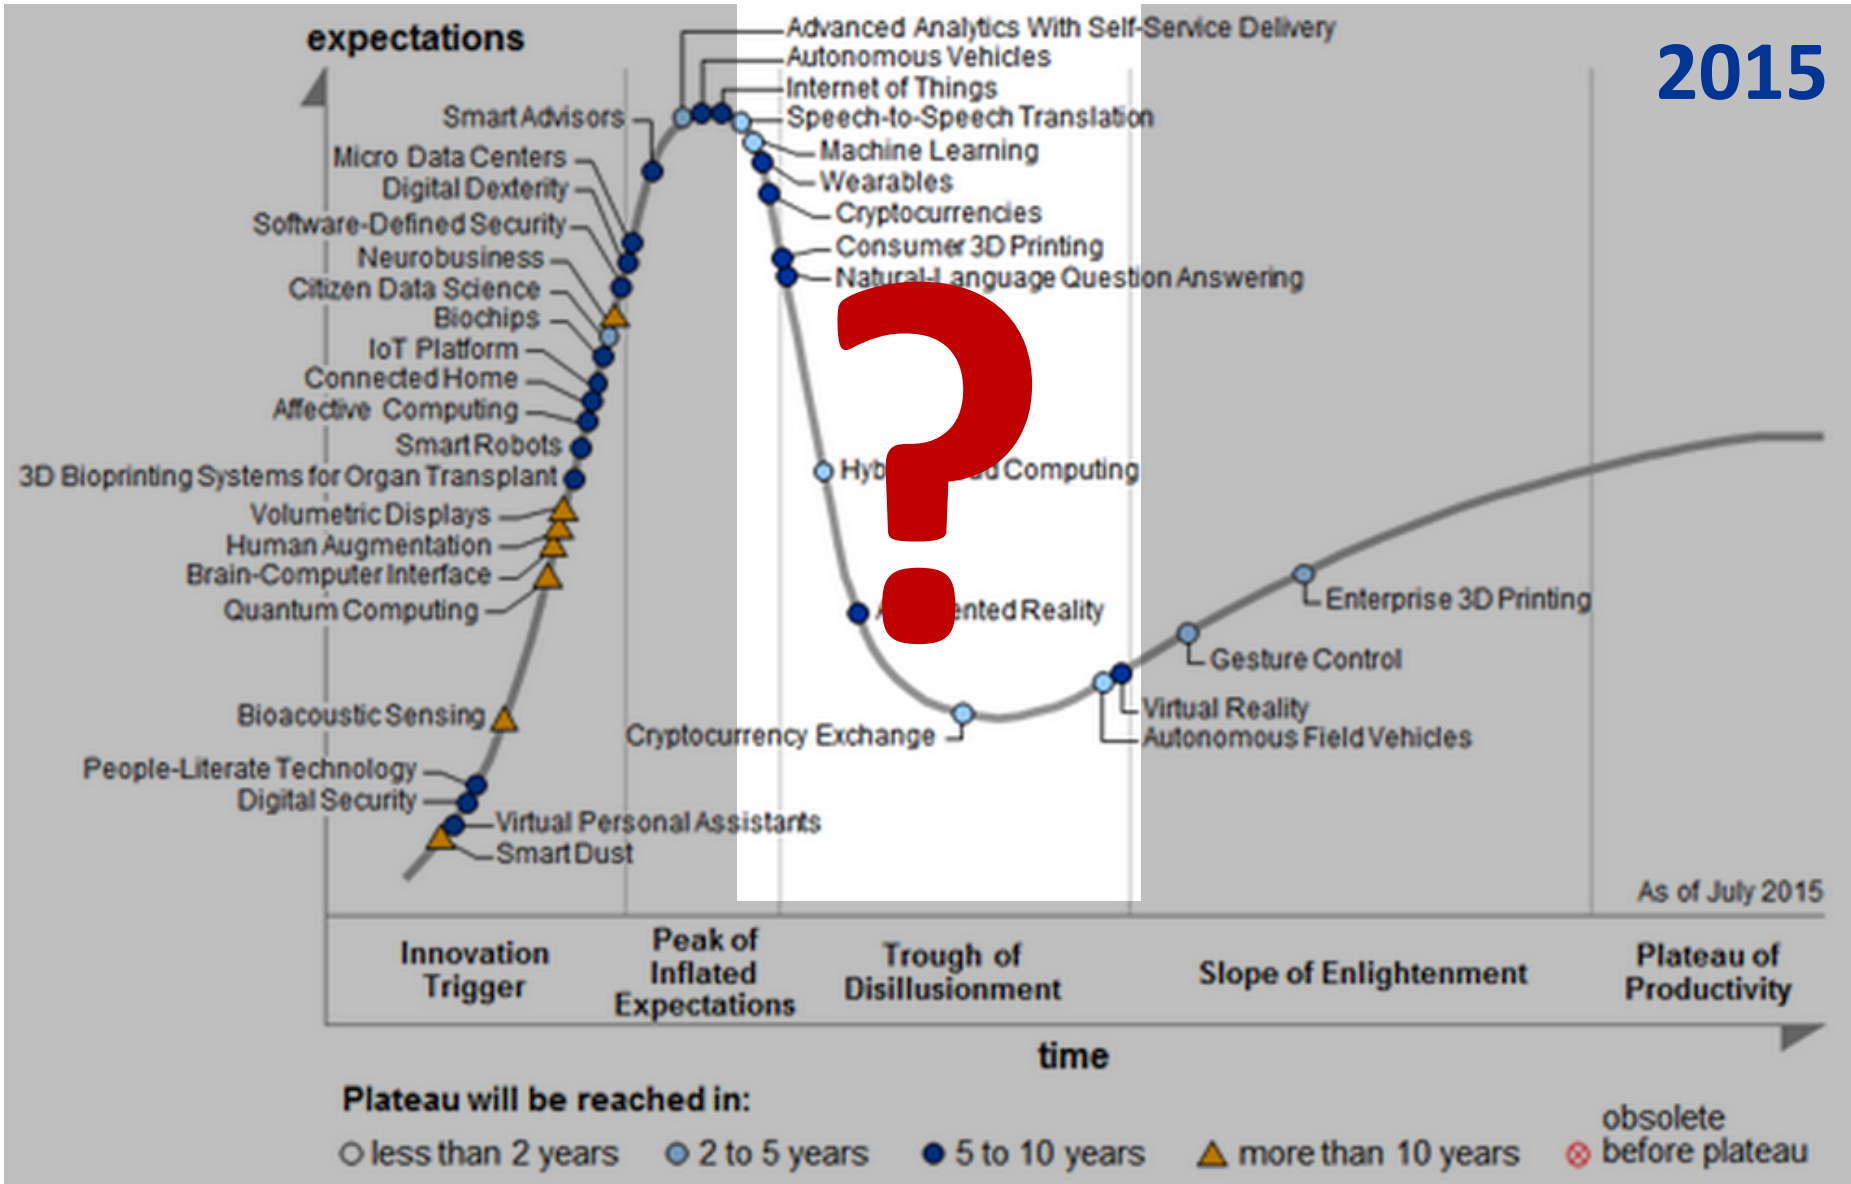 expectations
2015
Advanced Analytics With Self-Service Delivery
Autonomous Vehicles
Internet of Things
Speech-to-Speech Translation
Machine Learning
Wearables
Cryptocurrencies
Consumer 3D Printing
Natural-Language Question Answering
Smart Advisors
Micro Data Centers
Digital Dexterity
Software-Defined Security
Neurobusiness
Citizen Data Science
Biochips
IoT Platform
Connected Home
Affective Computing
Smart Robots
3D Bioprinting Systems for Organ Transplant
Volumetric Displays
Human Augmentation
Brain-Computer Interface
Quantum Computing
Bioacoustic Sensing
People-Literate Technology
Digital Security
Virtual Personal Assistants
Smart Dust
?
Computing
Reality
Cryptocurrency Exchange
Enterprise 3D Printing
Gesture Control
Virtual Reality
Autonomous Field Vehicles
As of July 2015
Innovation
Trigger
Peak of
Inflated
Expectations
Trough of
Disillusionment
Slope of Enlightenment
Plateau of
Productivity
time
Plateau will be reached in:
less than 2 years
2 to 5 years
5 to 10 years
more than 10 years
obsolete
before plateau